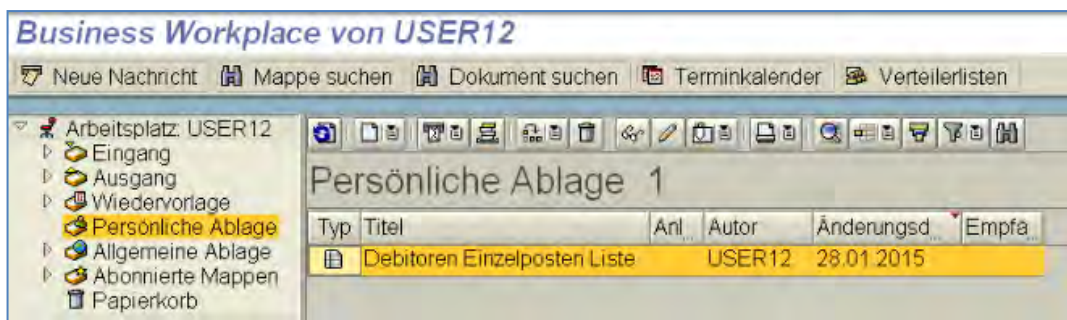 Business Workplace von USER12
Neue Nachricht Mappe suchen Dokument suchen Terminkalender Verteilerlisten
Arbeitsplatz: USER12
Eingang
Ausgang
Wiedervorlage
Persönliche Ablage
Allgemeine Ablage
Abonnierte Mappen
Papierkorb
Persönliche Ablage 1
Typ Titel Anl... Autor Änderungsd... Empfa...
Debitoren Einzelposten Liste USER12 28.01.2015